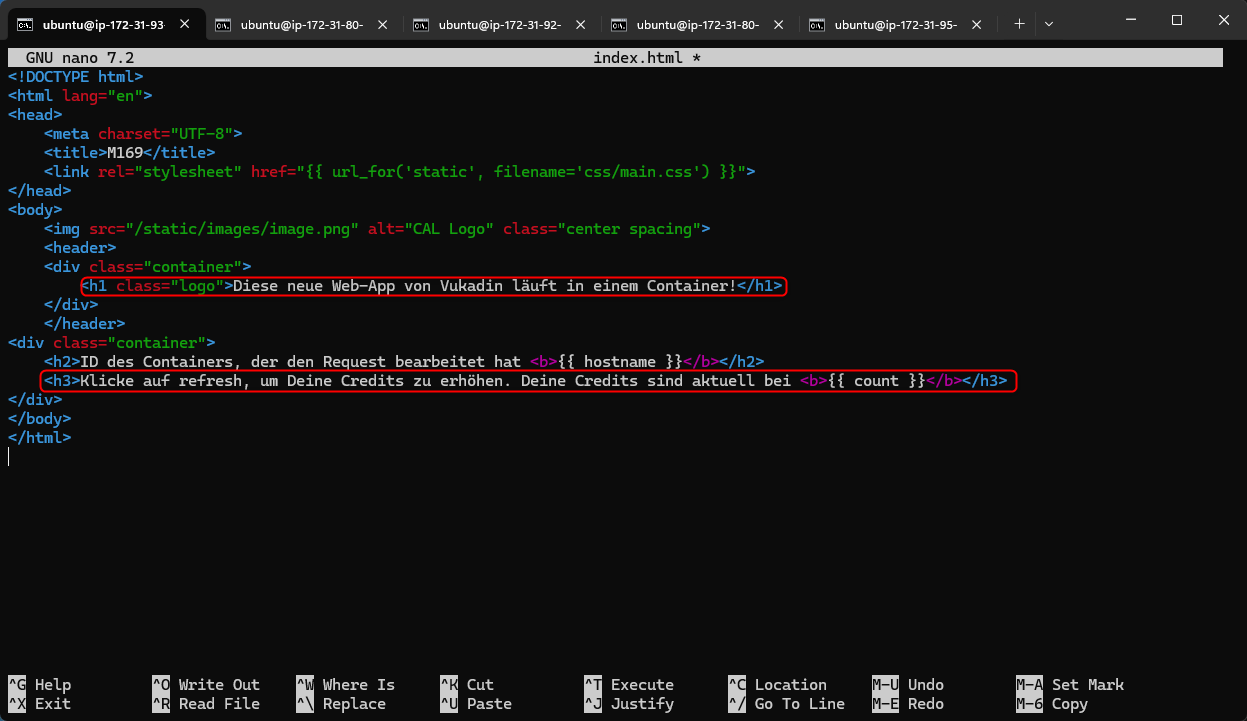 ubuntu@ip-172-31-93- ubuntu@ip-172-31-80- ubuntu@ip-172-31-92- ubuntu@ip-172-31-80- ubuntu@ip-172-31-95-
GNU nano 7.2 index.html *
<!DOCTYPE html>
<html lang="en">
<head>
    <meta charset="UTF-8">
    <title>M169</title>
    <link rel="stylesheet" href="{{ url_for('static', filename='css/main.css') }}">
</head>
<body>
    <img src="/static/images/image.png" alt="CAL Logo" class="center spacing">
    <header>
    <div class="container">
        <h1 class="logo">Diese neue Web-App von Vukadin läuft in einem Container!</h1>
    </div>
    </header>
<div class="container">
    <h2>ID des Containers, der den Request bearbeitet hat <b>{{ hostname }}</b></h2>
    <h3>Klicke auf refresh, um Deine Credits zu erhöhen. Deine Credits sind aktuell bei <b>{{ count }}</b></h3>
</div>
</body>
</html>
^G Help ^O Write Out ^W Where Is ^K Cut ^T Execute ^C Location M-U Undo M-A Set Mark
^X Exit ^R Read File ^\ Replace ^U Paste ^J Justify ^/ Go To Line M-E Redo M-6 Copy